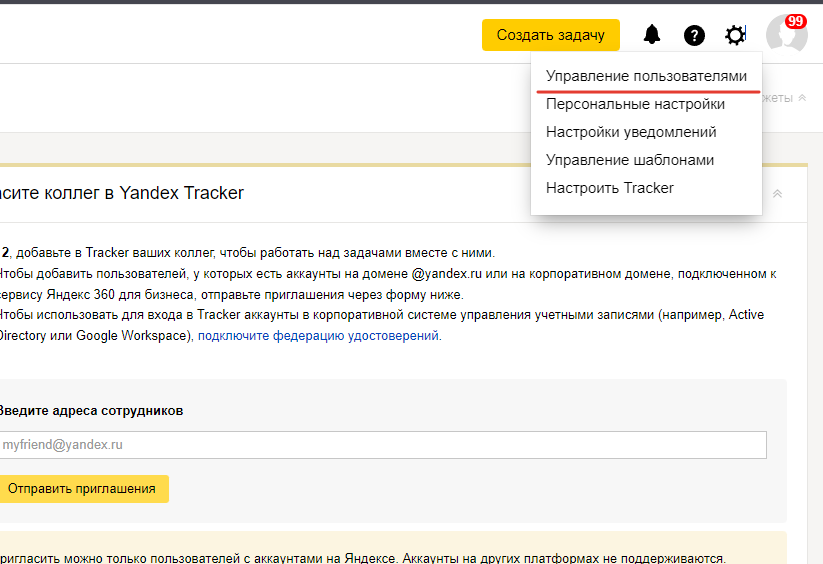 99
Создать задачу
?
Управление пользователями
Персональные настройки
Настройки уведомлений
Управление шаблонами
Настроить Tracker
сите коллег в Yandex Tracker
2, добавьте в Tracker ваших коллег, чтобы работать над задачами вместе с ними.
Чтобы добавить пользователей, у которых есть аккаунты на домене @yandex.ru или на корпоративном домене, подключенном к
сервису Яндекс 360 для бизнеса, отправьте приглашения через форму ниже.
Чтобы использовать для входа в Tracker аккаунты в корпоративной системе управления учетными записями (например, Active
Directory или Google Workspace), подключите федерацию удостоверений.
Введите адреса сотрудников
myfriend@yandex.ru
Отправить приглашения
ригласить можно только пользователей с аккаунтами на Яндексе. Аккаунты на других платформах не поддерживаются.